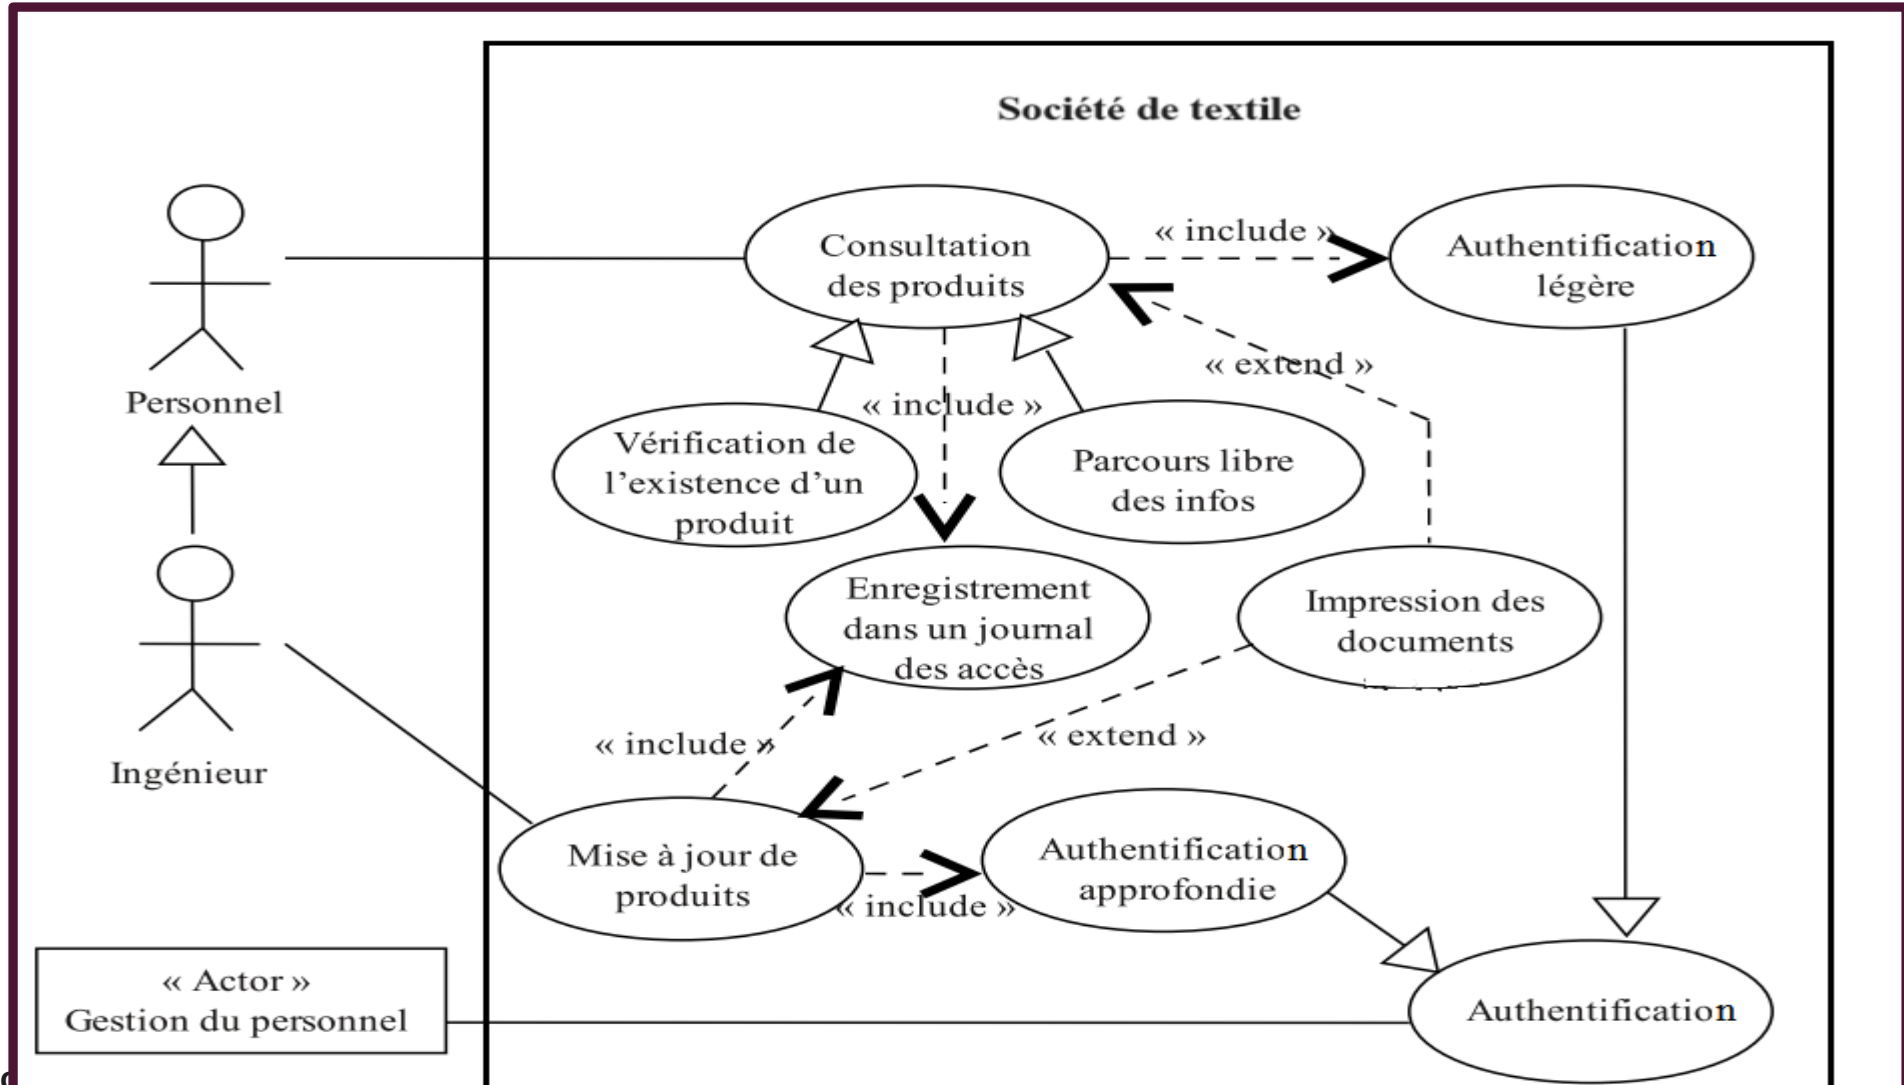 Société de textile
Consultation
des produits
« include »
Authentification
légère
« extend »
Personnel
« include »
Vérification de
l’existence d’un
produit
Parcours libre
des infos
Enregistrement
dans un journal
des accès
Impression des
documents
« include »
« extend »
Ingénieur
Mise à jour de
produits
« include »
Authentification
approfondie
« Actor »
Gestion du personnel
Authentification